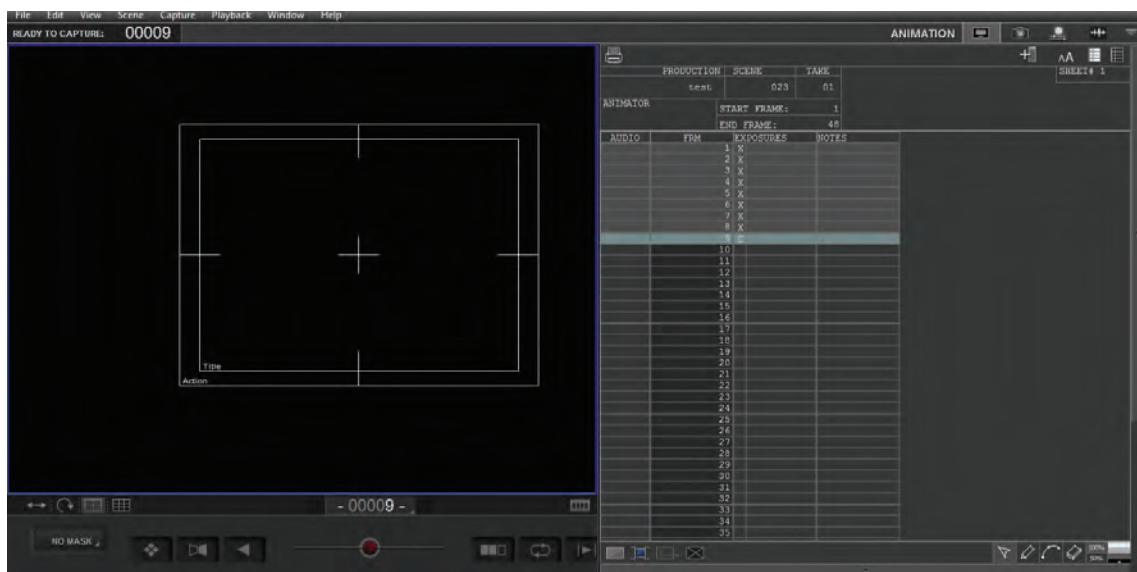 File Edit View Scene Capture Playback Window Help
READY TO CAPTURE: 00009
ANIMATION
AA
PRODUCTION SCENE TAKE SHEET# 1
test 023 01
ANIMATOR START FRAME: 1
END FRAME: 48
AUDIO FRM EXPOSURES NOTES
1 X
2 X
3 X
4 X
5 X
6 X
7 X
8 X
10
11
12
13
14
15
16
17
18
19
20
21
22
23
24
25
26
27
28
29
30
31
32
33
34
35
Title
Action
- 00009 -
NO MASK
100%
50%